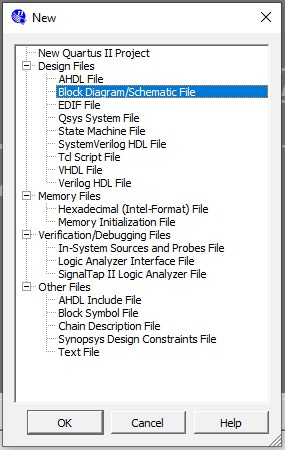 New
New Quartus II Project
Design Files
AHDL File
Block Diagram/Schematic File
EDIF File
Qsys System File
State Machine File
SystemVerilog HDL File
Tcl Script File
VHDL File
Verilog HDL File
Memory Files
Hexadecimal (Intel-Format) File
Memory Initialization File
Verification/Debugging Files
In-System Sources and Probes File
Logic Analyzer Interface File
SignalTap II Logic Analyzer File
Other Files
AHDL Include File
Block Symbol File
Chain Description File
Synopsys Design Constraints File
Text File
OK Cancel Help